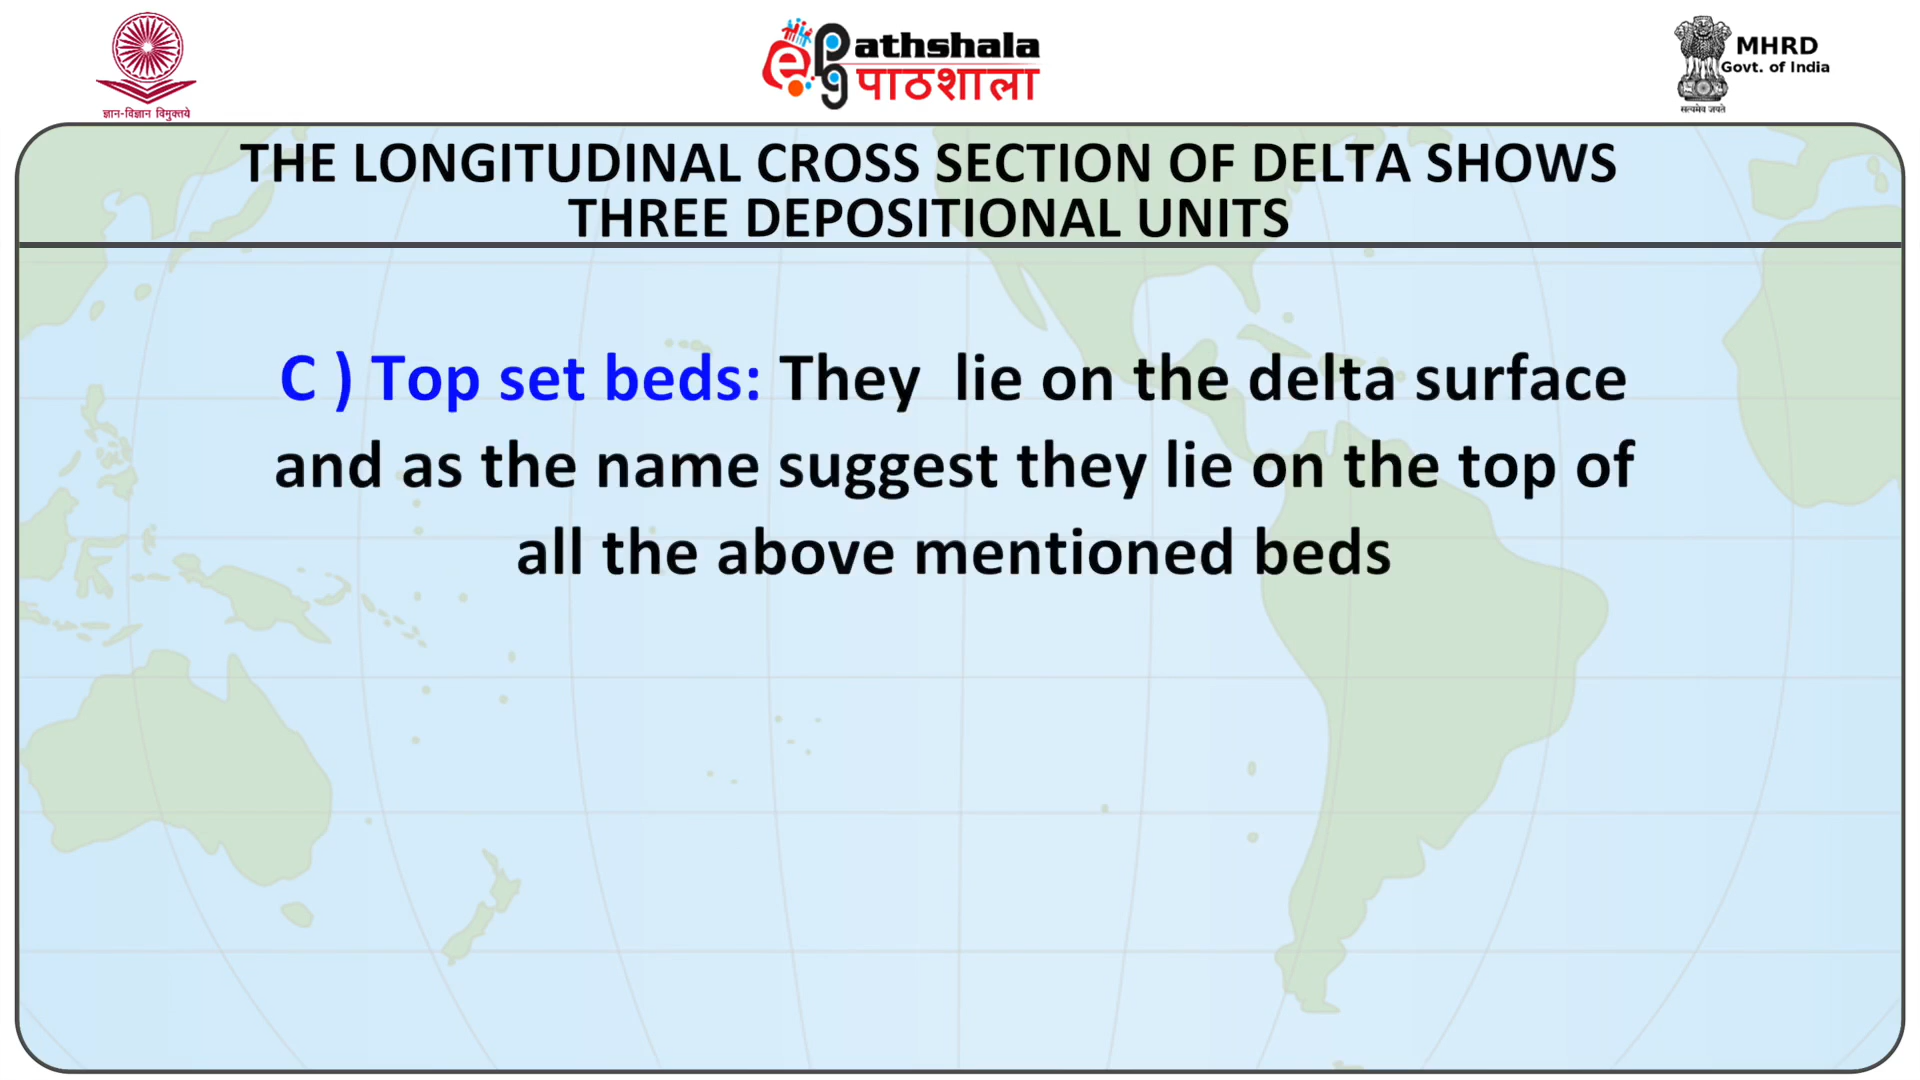 ज्ञान-विज्ञान विमुक्तये
ePathshala
पाठशाला
MHRD
Govt. of India
सत्यमेव जयते
THE LONGITUDINAL CROSS SECTION OF DELTA SHOWS
THREE DEPOSITIONAL UNITS
C ) Top set beds: They  lie on the delta surface
and as the name suggest they lie on the top of
all the above mentioned beds